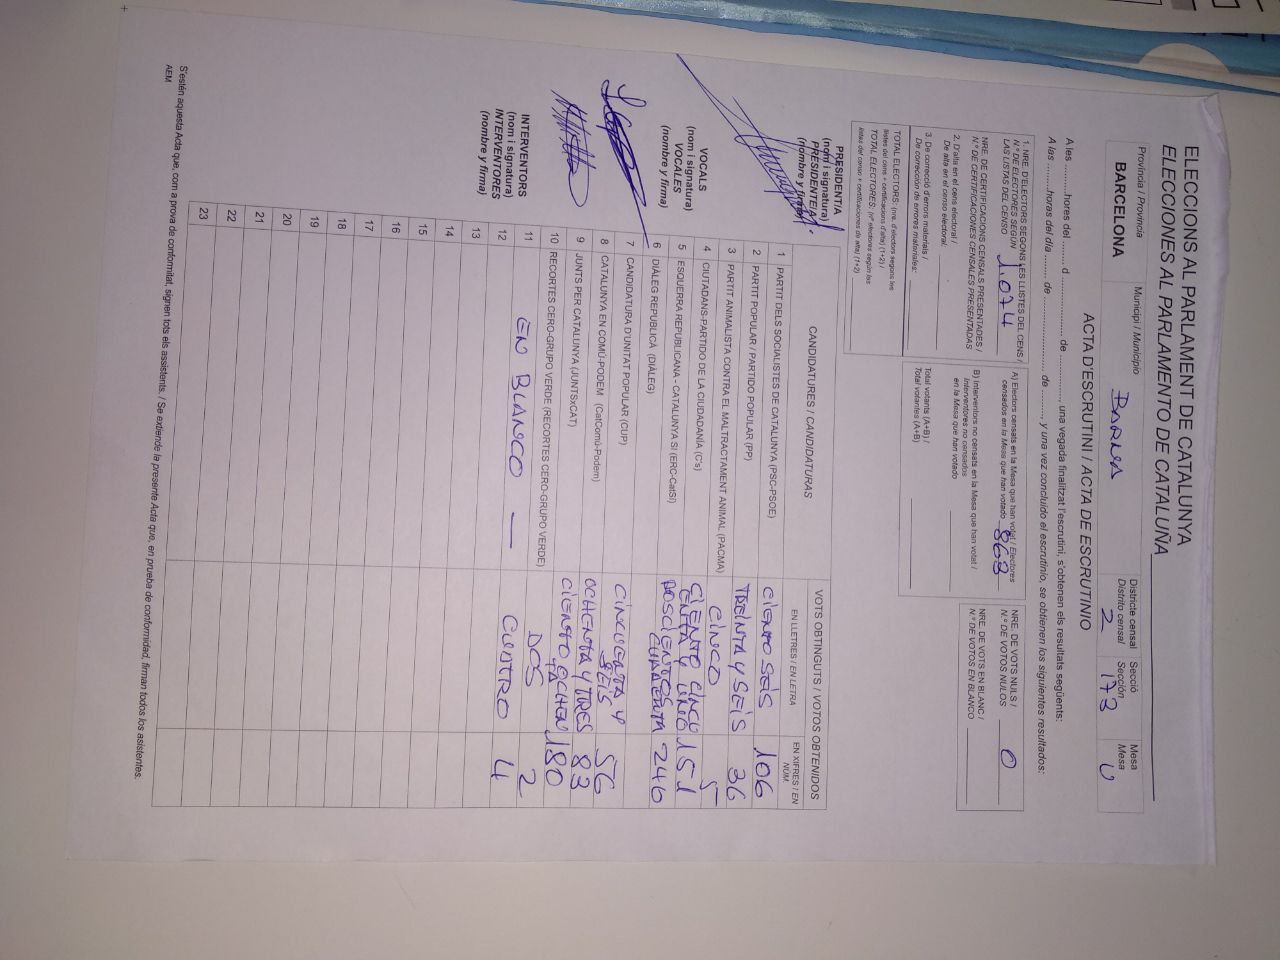 ELECCIONS AL PARLAMENT DE CATALUNYA
ELECCIONES AL PARLAMENTO DE CATALUÑA
Província / Provincia
BARCELONA
Municipi / Municipio
BARNA
Districte censal
Distrito censal
2
Secció
Sección
173
Mesa
Mesa
U
ACTA D'ESCRUTINI / ACTA DE ESCRUTINIO
A les ............hores del ........ d .................... de ............, una vegada finalitzat l'escrutini, s'obtenen els resultats següents:
A las .........horas del día ........ de .................... de .........., y una vez concluido el escrutinio, se obtienen los siguientes resultados:
1. NRE. D'ELECTORS SEGONS LES LLISTES DEL CENS /
N.º DE ELECTORES SEGÚN
LAS LISTAS DEL CENSO 1.074
NRE. DE CERTIFICACIONS CENSALS PRESENTADES /
N.º DE CERTIFICACIONES CENSALES PRESENTADAS
2. D'alta en el cens electoral /
De alta en el censo electoral:
3. De correcció d'errors materials /
De corrección de errores materiales:
TOTAL ELECTORS: (nre. d'electors segons les
llistes del cens + certificacions d'alta) (1+2) /
TOTAL ELECTORES: (nº electores según las
listas del censo + certificaciones de alta) (1+2)
A) Electors censats en la Mesa que han votat / Electores
censados en la Mesa que han votado 863
B) Interventors no censats en la Mesa que han votat /
Interventores no censados
en la Mesa que han votado
Total votants (A+B) /
Total votantes (A+B)
NRE. DE VOTS NULS /
N.º DE VOTOS NULOS 0
NRE. DE VOTS EN BLANC /
N.º DE VOTOS EN BLANCO
PRESIDENT/A
(nom i signatura)
PRESIDENTE/A
(nombre y firma)
VOCALS
(nom i signatura)
VOCALES
(nombre y firma)
INTERVENTORS
(nom i signatura)
INTERVENTORES
(nombre y firma)
CANDIDATURES / CANDIDATURAS
VOTS OBTINGUTS / VOTOS OBTENIDOS
EN LLETRES / EN LETRA
EN XIFRES / EN NÚM.
1 PARTIT DELS SOCIALISTES DE CATALUNYA (PSC-PSOE) CIENTO SEIS 106
2 PARTIT POPULAR / PARTIDO POPULAR (PP) TREINTA Y SEIS 36
3 PARTIT ANIMALISTA CONTRA EL MALTRACTAMENT ANIMAL (PACMA) CINCO 5
4 CIUTADANS-PARTIDO DE LA CIUDADANÍA (C's) CIENTO CINCUENTA Y UNO 151
5 ESQUERRA REPUBLICANA - CATALUNYA SÍ (ERC-CatSí) DOSCIENTOS CUARENTA 240
6 DIÀLEG REPUBLICÀ (DIÀLEG)
7 CANDIDATURA D'UNITAT POPULAR (CUP) CINCUENTA Y SEIS 56
8 CATALUNYA EN COMÚ-PODEM (CatComú-Podem) OCHENTA Y TRES 83
9 JUNTS PER CATALUNYA (JUNTSxCAT) CIENTO OCHENTA 180
10 RECORTES CERO-GRUPO VERDE (RECORTES CERO-GRUPO VERDE) DOS 2
11 EN BLANCO — CUATRO 4
12
13
14
15
16
17
18
19
20
21
22
23
S'estén aquesta Acta que, com a prova de conformitat, signen tots els assistents. / Se extiende la presente Acta que, en prueba de conformidad, firman todos los asistentes.
AEM